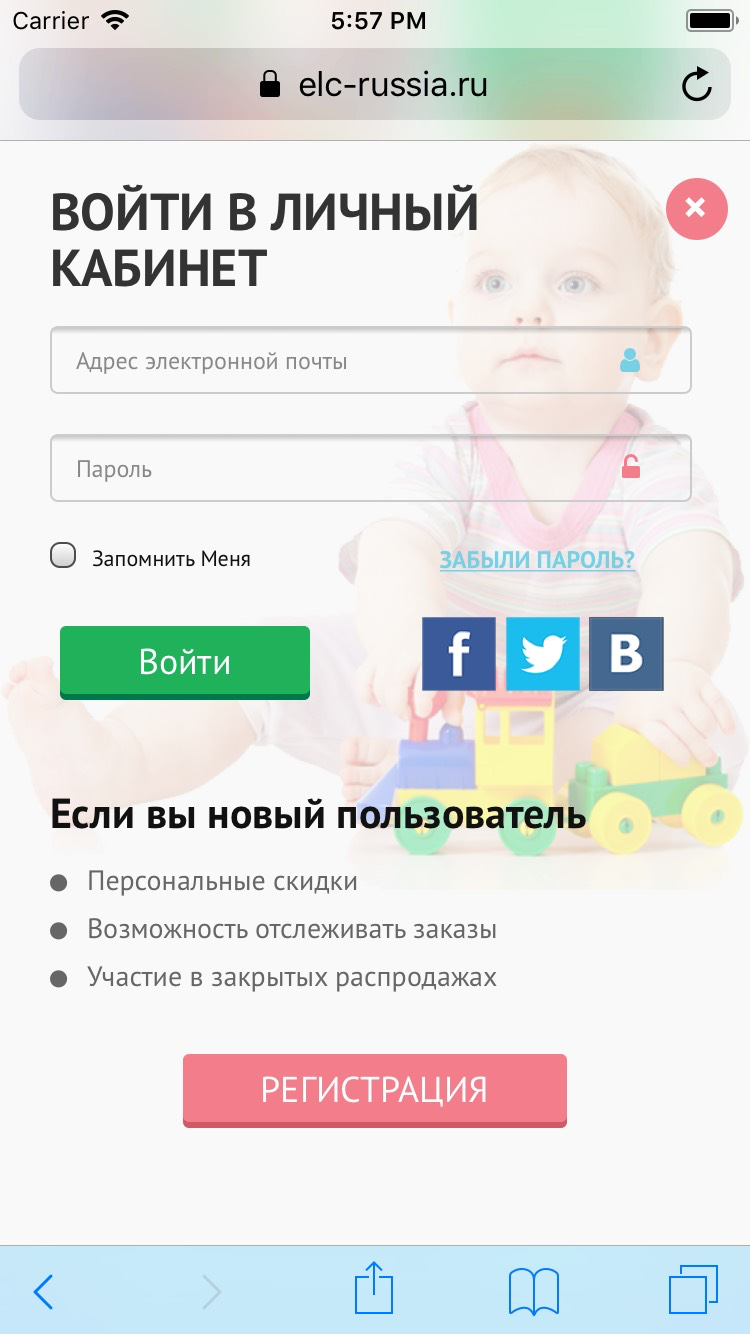 Carrier 5:57 PM
elc-russia.ru
ВОЙТИ В ЛИЧНЫЙ
КАБИНЕТ
Адрес электронной почты
Пароль
Запомнить Меня ЗАБЫЛИ ПАРОЛЬ?
Войти f B
Если вы новый пользователь
Персональные скидки
Возможность отслеживать заказы
Участие в закрытых распродажах
РЕГИСТРАЦИЯ